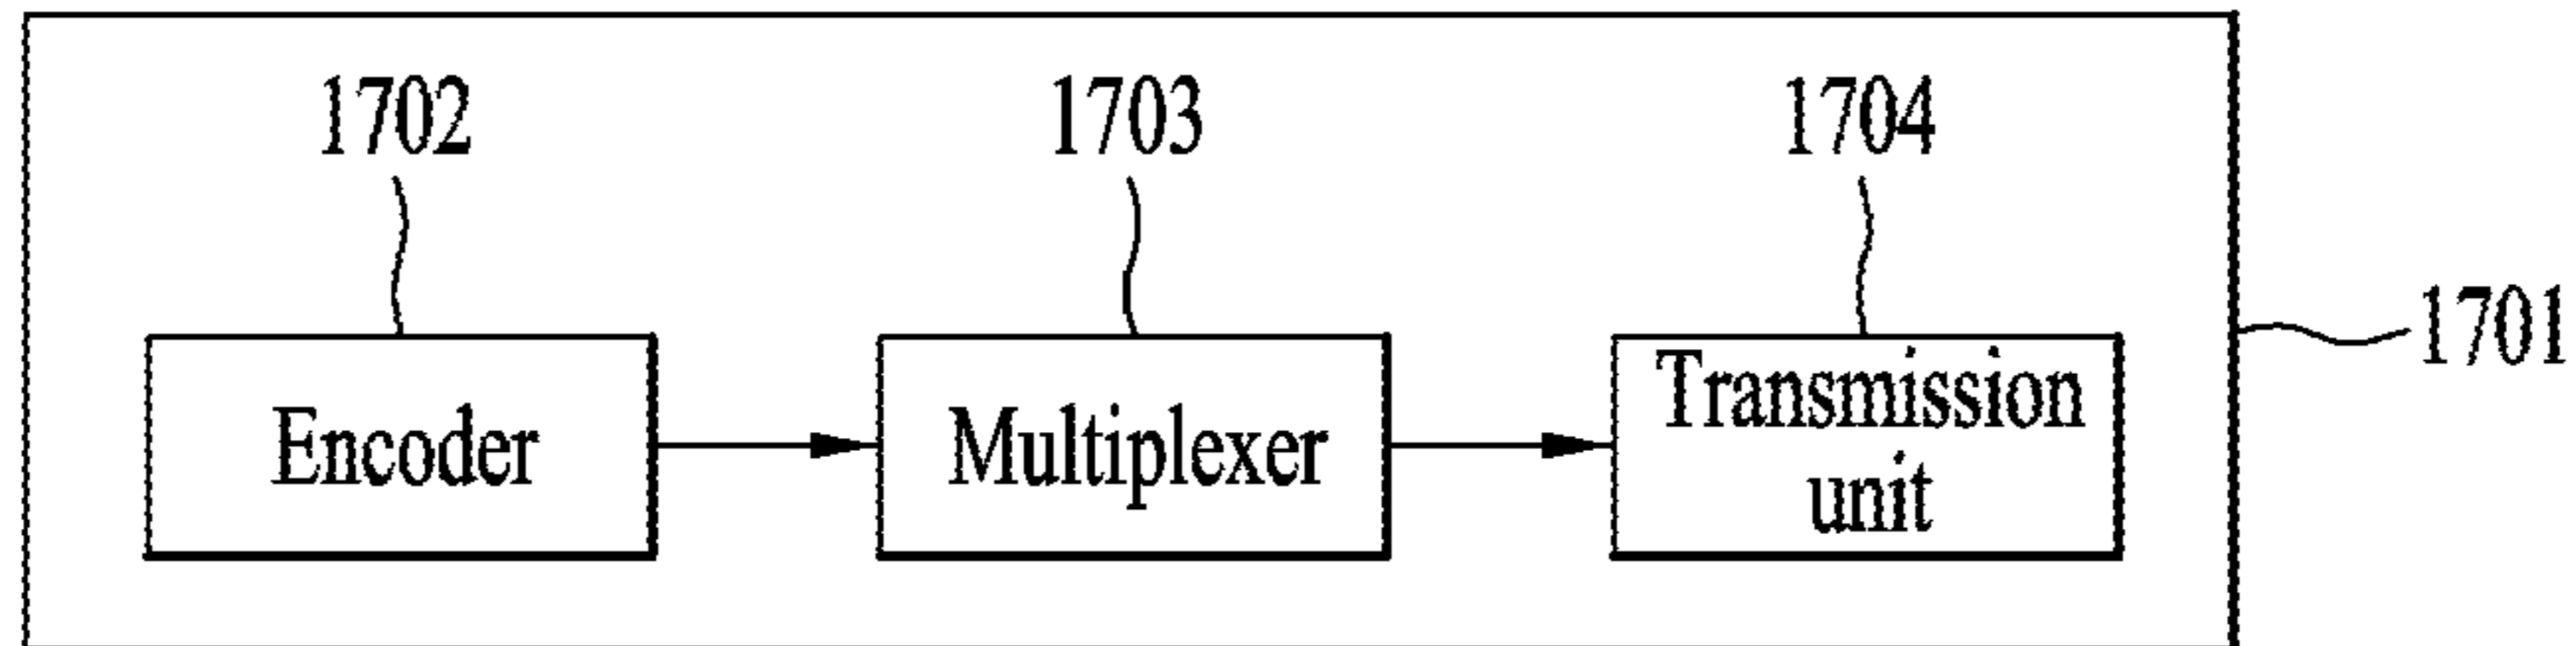 1702
1703
1704
1701
Encoder
Multiplexer
Transmission
unit